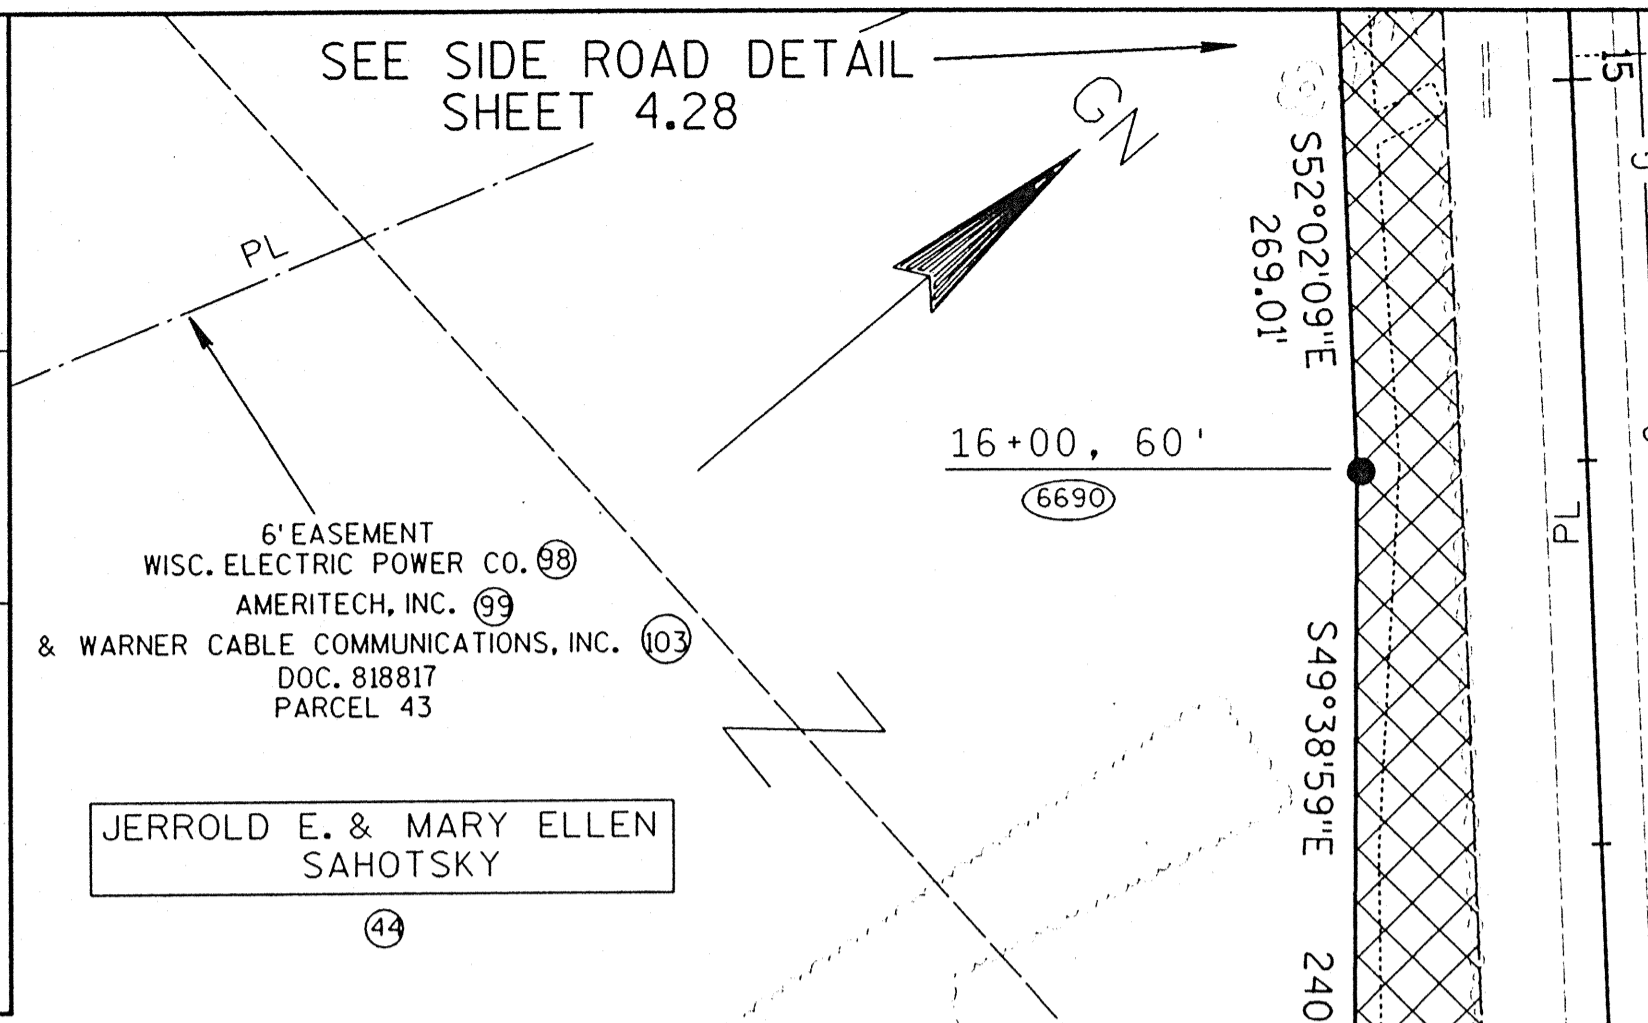 SEE SIDE ROAD DETAIL
SHEET 4.28
GN
15
PL
S52°02'09"E
269.01'
16+00, 60'
6690
PL
6' EASEMENT
WISC. ELECTRIC POWER CO. 98
AMERITECH, INC. 99
& WARNER CABLE COMMUNICATIONS, INC. 103
DOC. 818817
PARCEL 43
S49°38'59"E
240
JERROLD E. & MARY ELLEN
SAHOTSKY
44